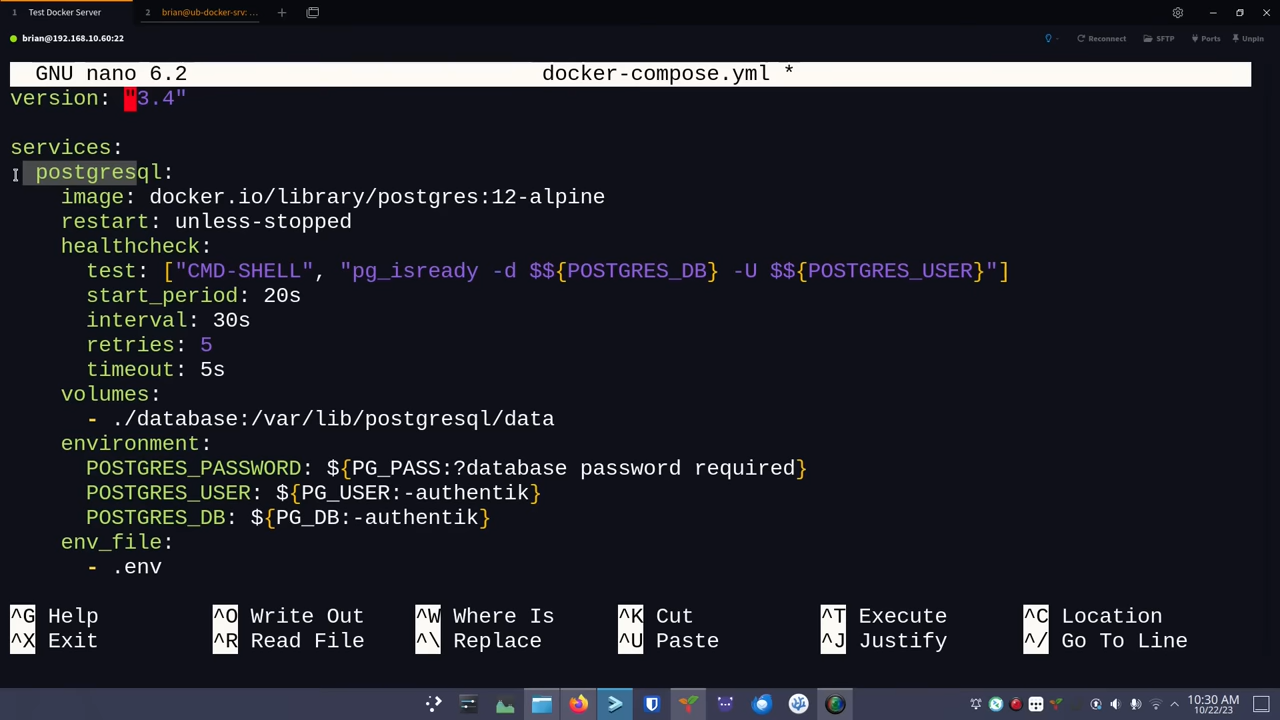 1 Test Docker Server
2 brian@ub-docker-srv: ...
brian@192.168.10.60:22
Reconnect SFTP Ports Unpin
GNU nano 6.2 docker-compose.yml *
version: "3.4"
services:
postgresql:
image: docker.io/library/postgres:12-alpine
restart: unless-stopped
healthcheck:
test: ["CMD-SHELL", "pg_isready -d $${POSTGRES_DB} -U $${POSTGRES_USER}"]
start_period: 20s
interval: 30s
retries: 5
timeout: 5s
volumes:
- ./database:/var/lib/postgresql/data
environment:
POSTGRES_PASSWORD: ${PG_PASS:?database password required}
POSTGRES_USER: ${PG_USER:-authentik}
POSTGRES_DB: ${PG_DB:-authentik}
env_file:
- .env
^G Help ^O Write Out ^W Where Is ^K Cut ^T Execute ^C Location
^X Exit ^R Read File ^\ Replace ^U Paste ^J Justify ^/ Go To Line
10:30 AM
10/22/23